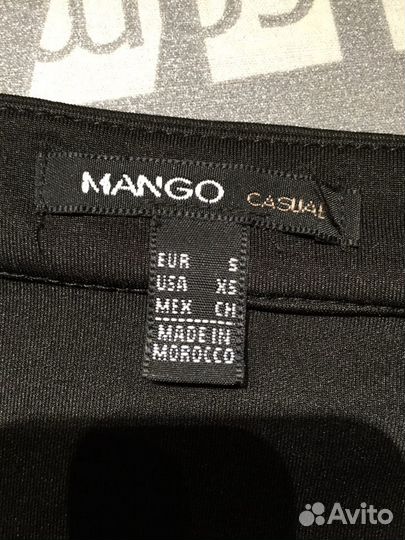 MANGO CASUAL
EUR S
USA XS
MEX CH
MADE IN
MOROCCO
Avito